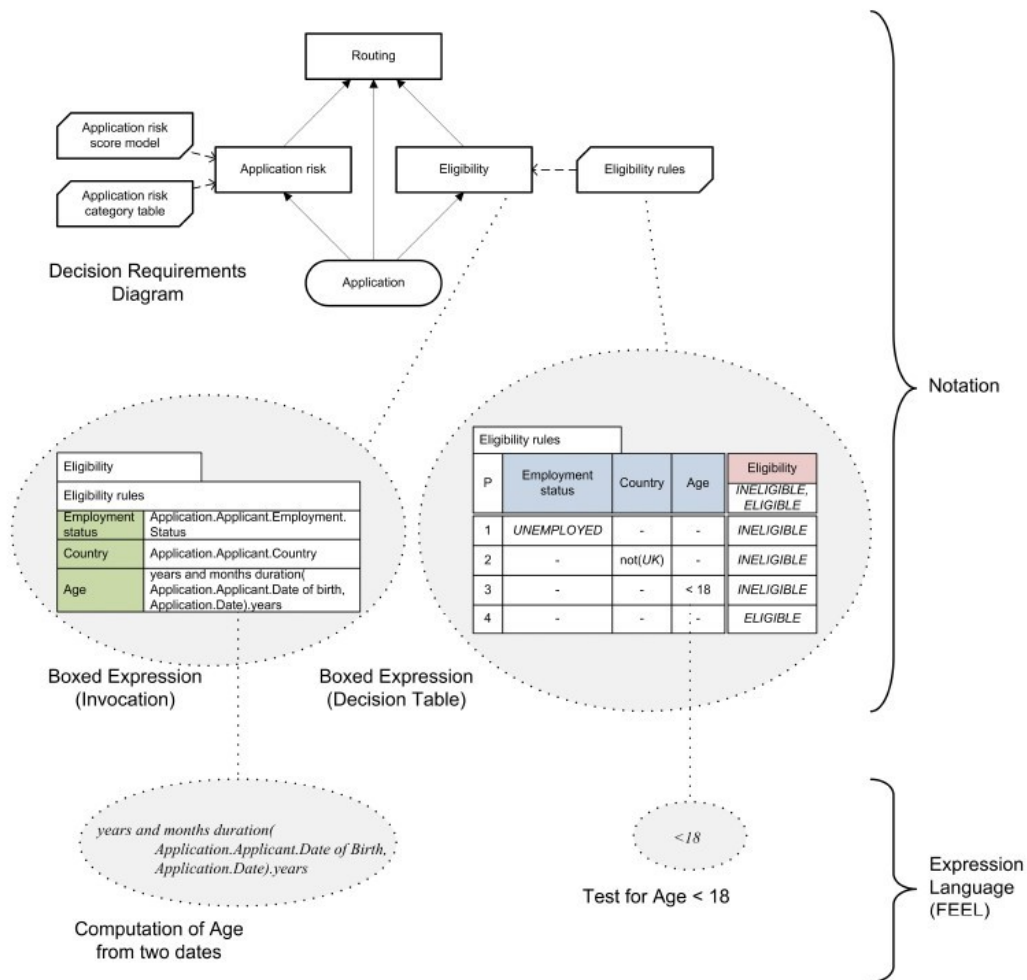 Routing
Application risk
score model
Application risk
Eligibility
Eligibility rules
Application risk
category table
Decision Requirements
Diagram
Application
Notation
Eligibility
Eligibility rules
Employment
status
Application.Applicant.Employment.
Status
Country
Application.Applicant.Country
Age
years and months duration(
Application.Applicant.Date of birth,
Application.Date).years
Boxed Expression
(Invocation)
Eligibility rules
P
Employment
status
Country
Age
Eligibility
INELIGIBLE,
ELIGIBLE
1 UNEMPLOYED - - INELIGIBLE
2 - not(UK) - INELIGIBLE
3 - - < 18 INELIGIBLE
4 - - - ELIGIBLE
Boxed Expression
(Decision Table)
years and months duration(
Application.Applicant.Date of Birth,
Application.Date).years
Computation of Age
from two dates
<18
Test for Age < 18
Expression
Language
(FEEL)